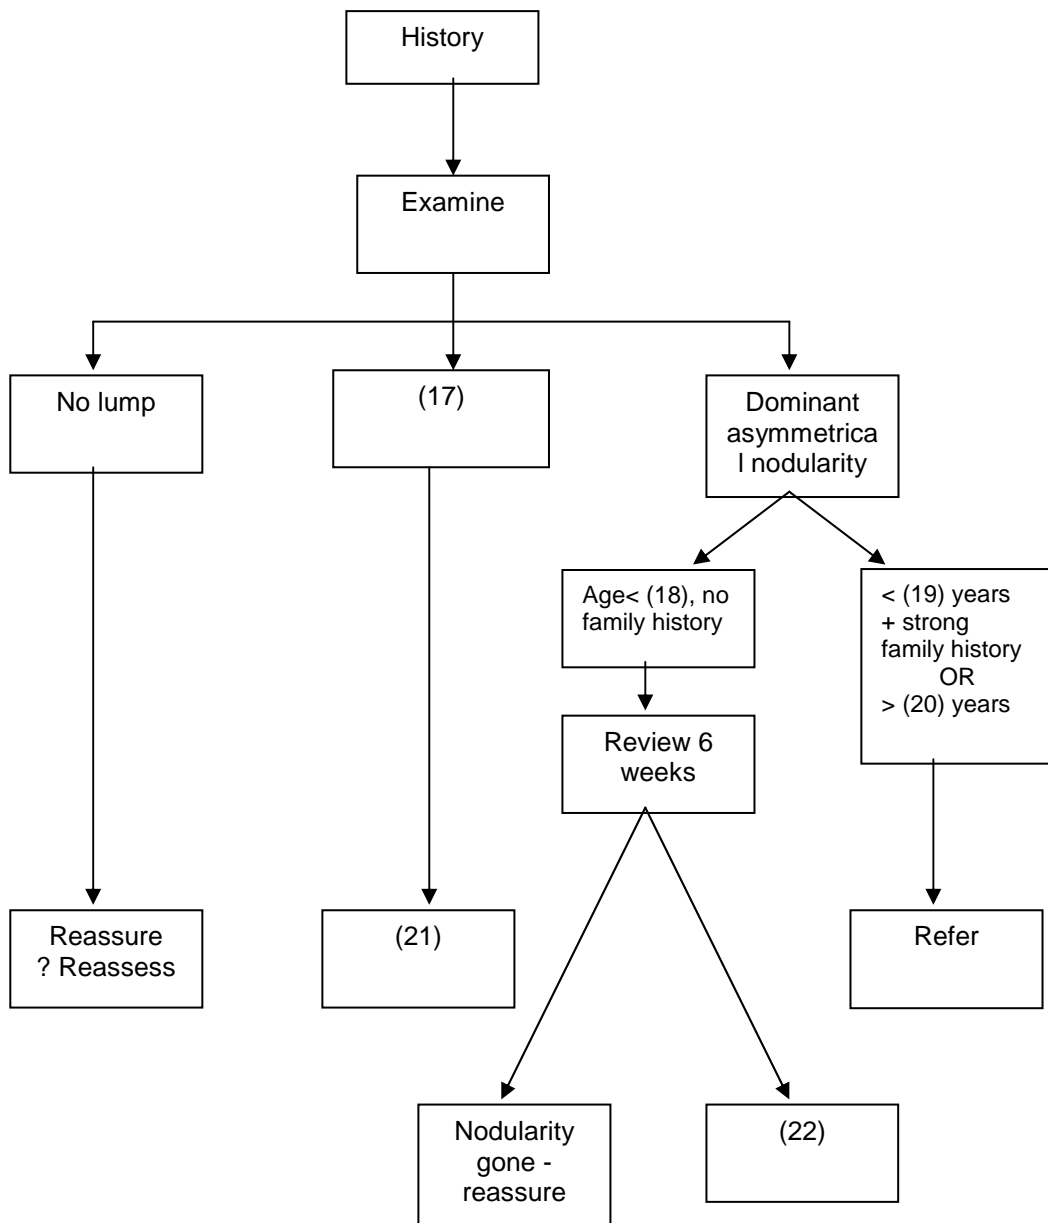 History
Examine
No lump
(17)
Dominant
asymmetrica
l nodularity
Age< (18), no
family history
< (19) years
+ strong
family history
OR
> (20) years
Review 6
weeks
Reassure
? Reassess
(21)
Refer
Nodularity
gone -
reassure
(22)